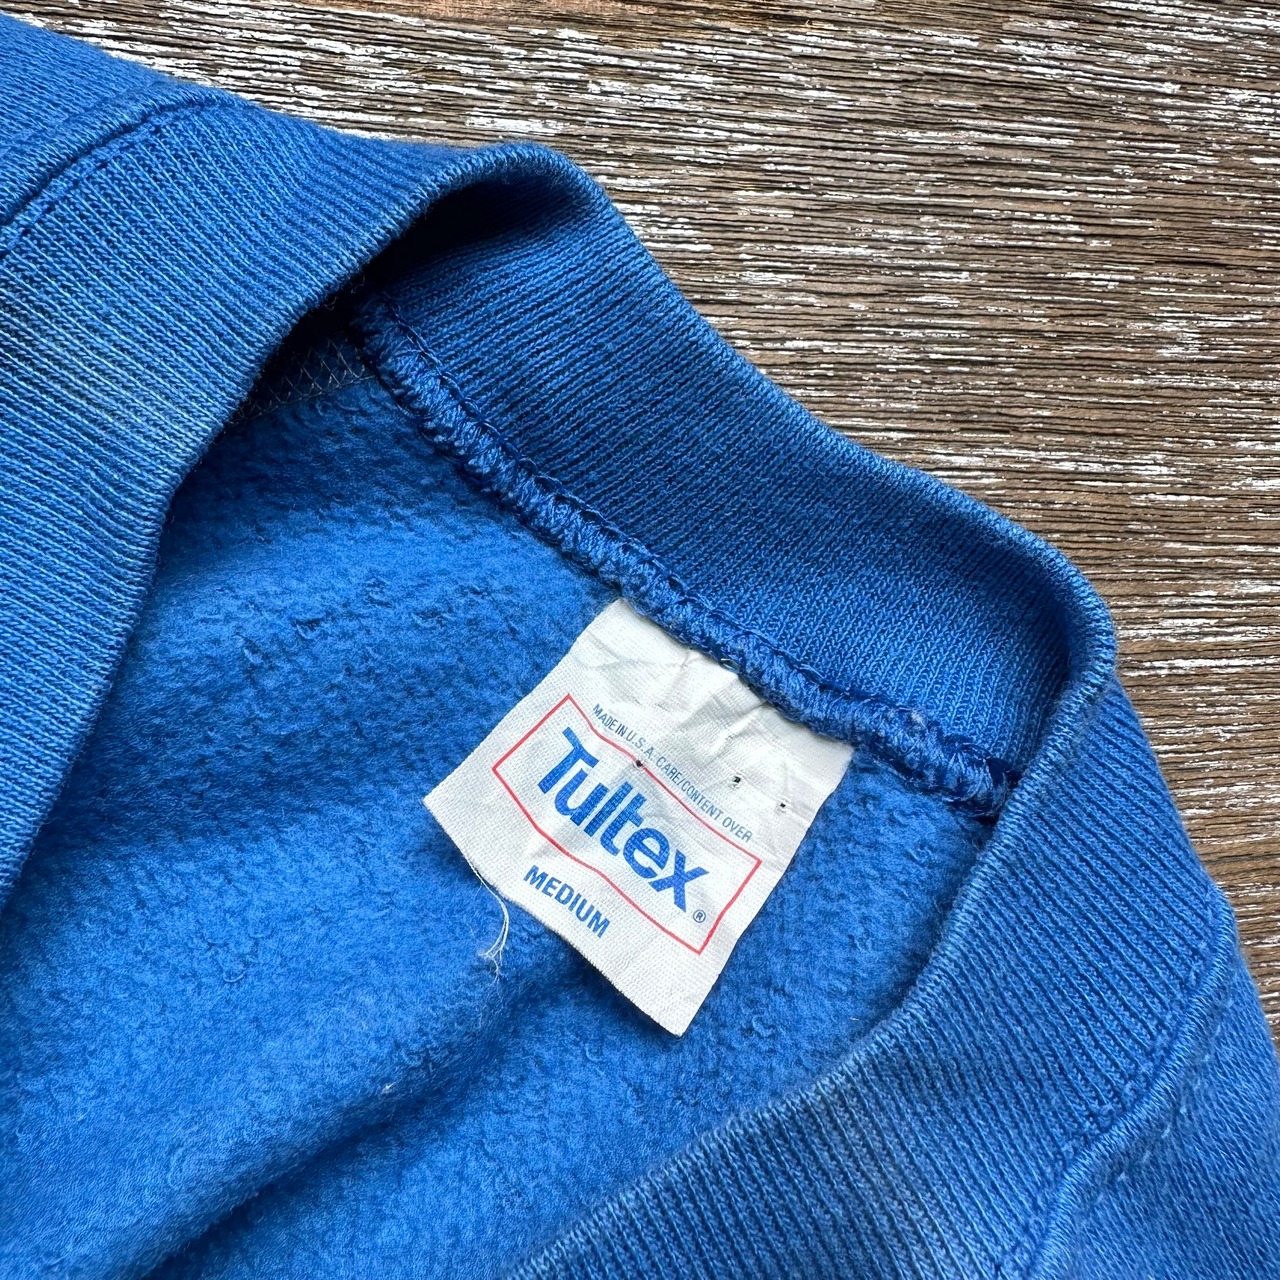 MADE IN U.S.A. CARE/CONTENT OVER
Tultex®
MEDIUM